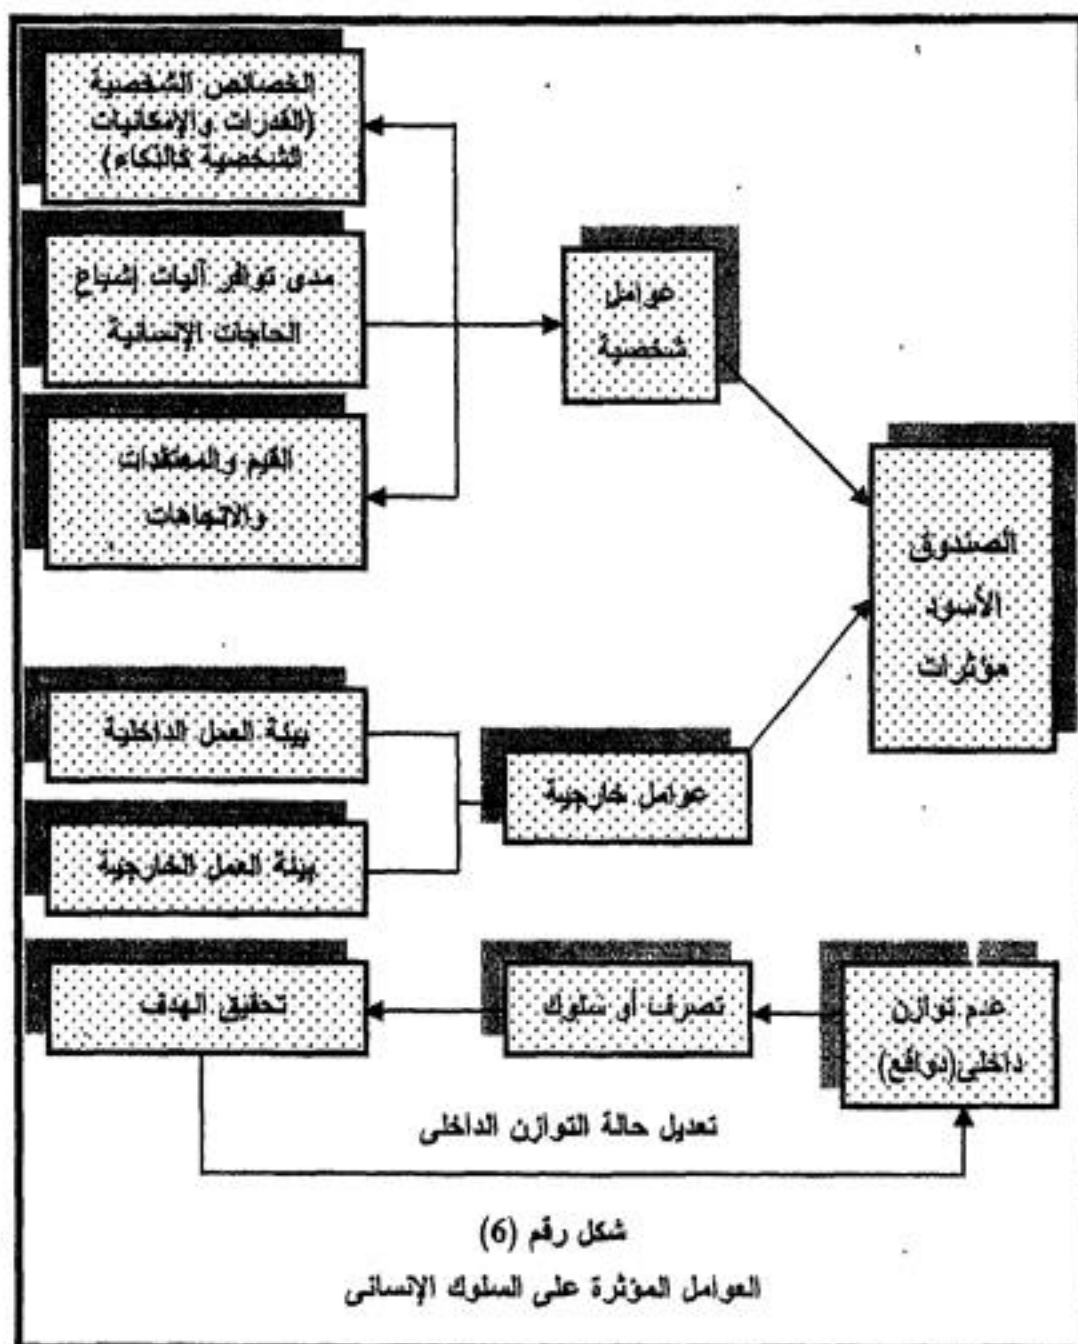 الخصائص الشخصية
(القدرات والإمكانيات
الشخصية كالذكاء)
مدى توافر آليات إشباع
الحاجات الإنسانية
القيم والمعتقدات
والاتجاهات
عوامل
شخصية
الصندوق
الأسود
مؤثرات
بيئة العمل الداخلية
بيئة العمل الخارجية
عوامل خارجية
عدم توازن
داخلى(دوافع)
تصرف أو سلوك
تحقيق الهدف
تعديل حالة التوازن الداخلى
شكل رقم (6)
العوامل المؤثرة على السلوك الإنسانى